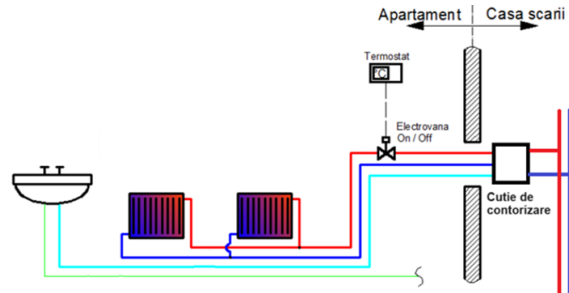 Apartament Casa scarii
Termostat
°C
Electrovana
On / Off
Cutie de
contorizare